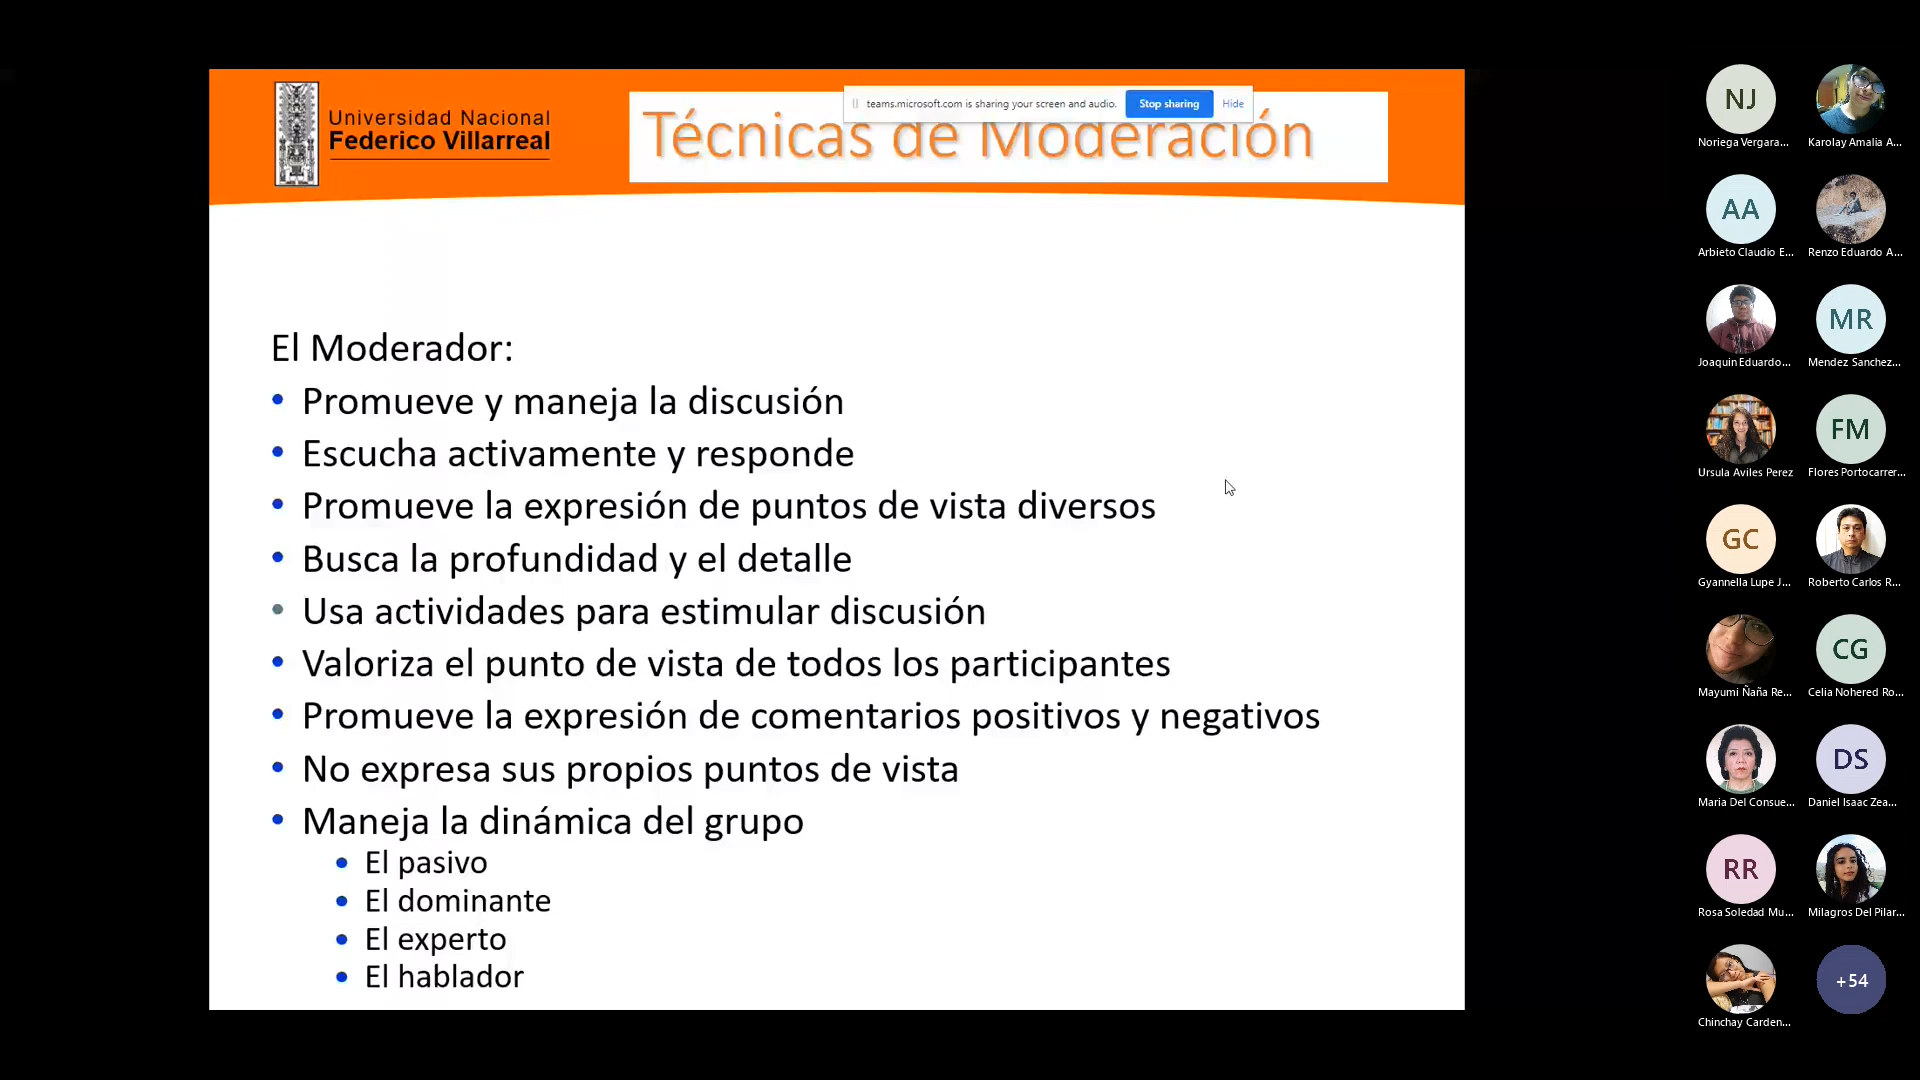 Universidad Nacional
Federico Villarreal
teams.microsoft.com is sharing your screen and audio.
Stop sharing
Hide
Técnicas de Moderación
El Moderador:
• Promueve y maneja la discusión
• Escucha activamente y responde
• Promueve la expresión de puntos de vista diversos
• Busca la profundidad y el detalle
• Usa actividades para estimular discusión
• Valoriza el punto de vista de todos los participantes
• Promueve la expresión de comentarios positivos y negativos
• No expresa sus propios puntos de vista
• Maneja la dinámica del grupo
• El pasivo
• El dominante
• El experto
• El hablador
NJ
Noriega Vergara...
Karolay Amalia A...
AA
Arbieto Claudio E...
Renzo Eduardo A...
Joaquin Eduardo...
MR
Mendez Sanchez...
Ursula Aviles Perez
FM
Flores Portocarrer...
GC
Gyannella Lupe J...
Roberto Carlos R...
Mayumi Ñaña Re...
CG
Celia Nohered Ro...
Maria Del Consue...
DS
Daniel Isaac Zea...
RR
Rosa Soledad Mu...
Milagros Del Pilar...
Chinchay Carden...
+54